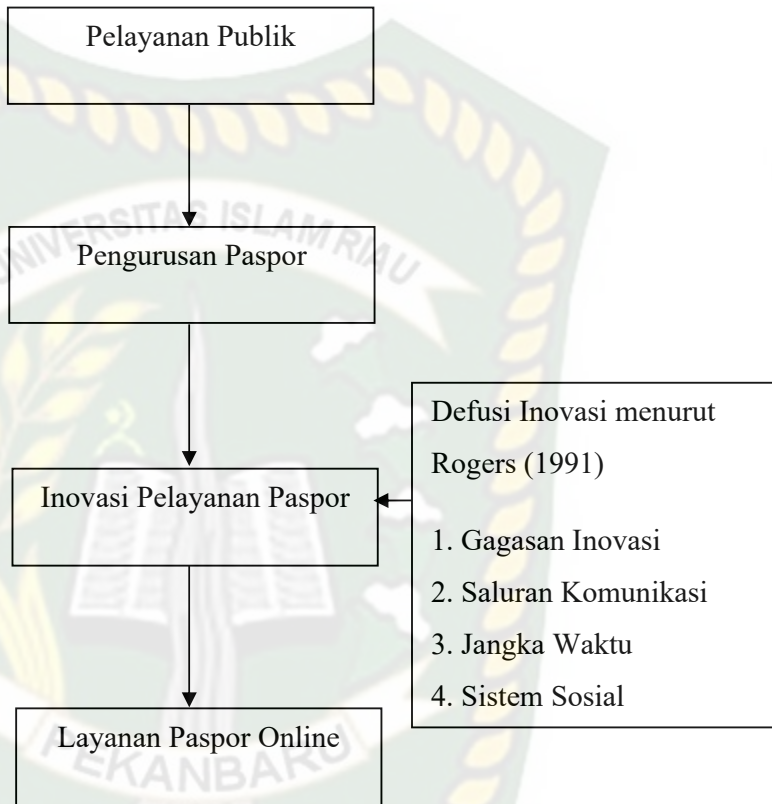 Pelayanan Publik
UNIVERSITAS ISLAM RIAU
Pengurusan Paspor
Defusi Inovasi menurut
Rogers (1991)
Inovasi Pelayanan Paspor
1. Gagasan Inovasi
2. Saluran Komunikasi
3. Jangka Waktu
4. Sistem Sosial
Layanan Paspor Online
PEKANBARU